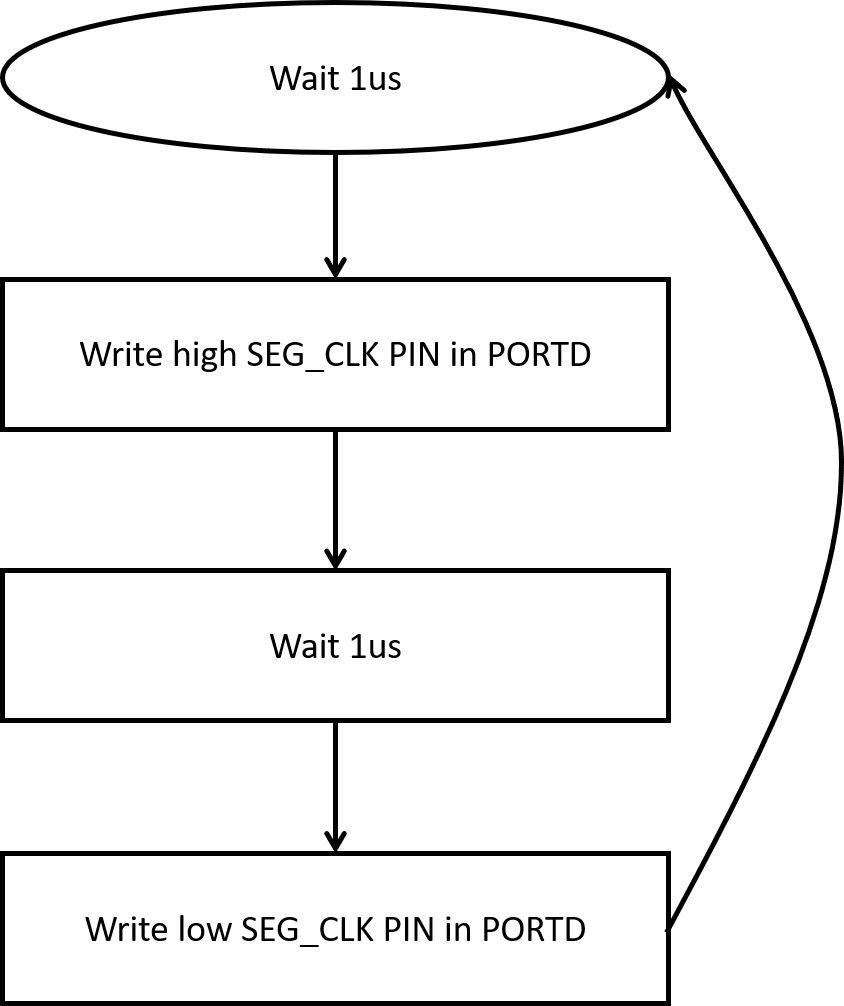 Wait 1us
Write high SEG_CLK PIN in PORTD
Wait 1us
Write low SEG_CLK PIN in PORTD